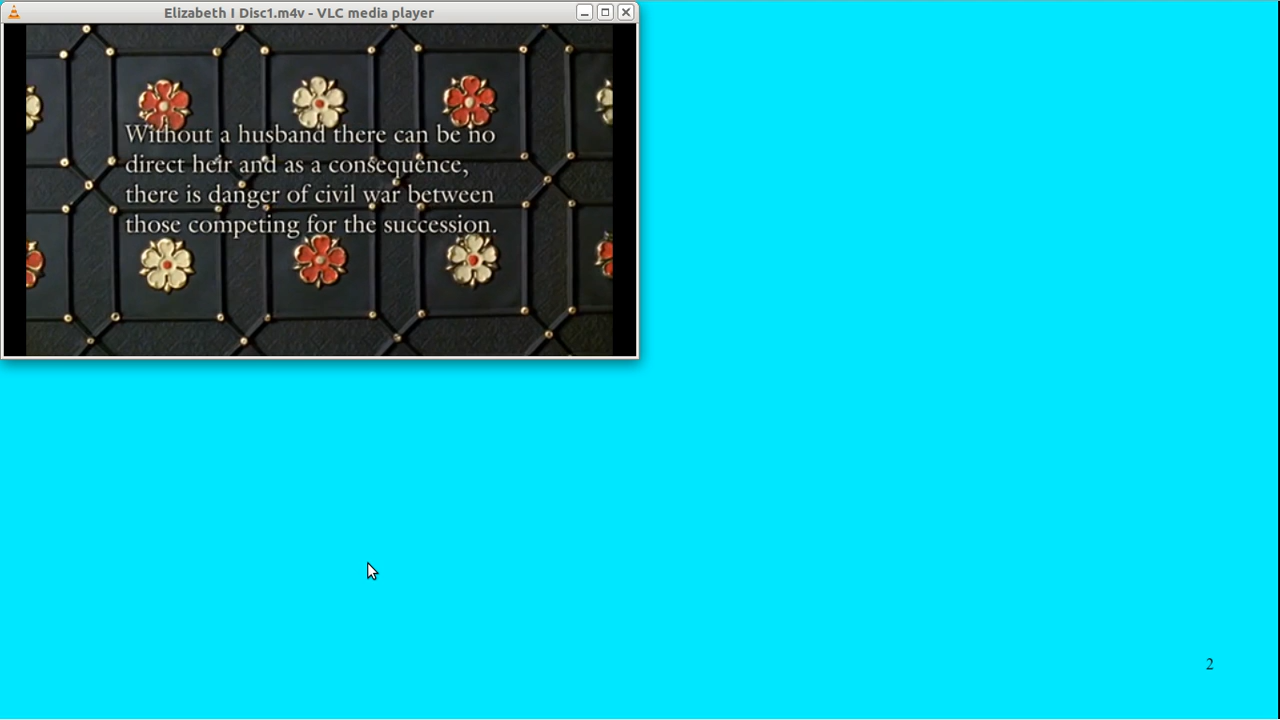 Elizabeth I Disc1.m4v - VLC media player
Without a husband there can be no
direct heir and as a consequence,
there is danger of civil war between
those competing for the succession.
2